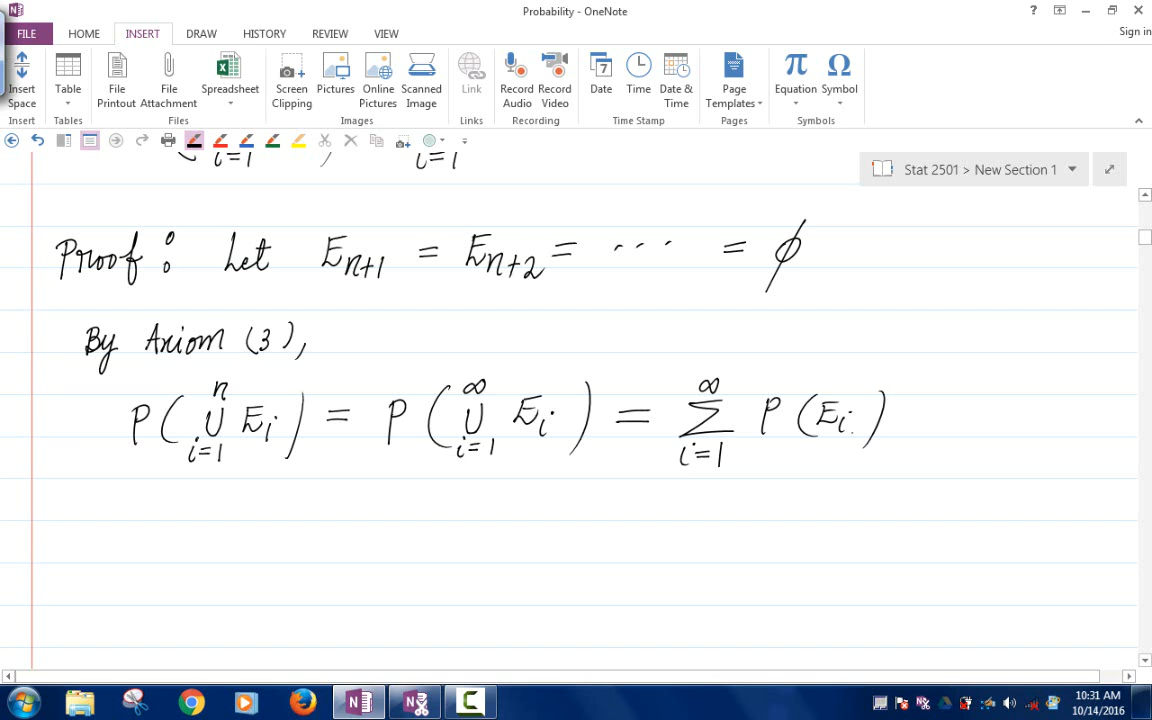 Probability - OneNote
Sign in
FILE HOME INSERT DRAW HISTORY REVIEW VIEW
Insert Space
Table
File Printout
File Attachment
Spreadsheet
Screen Clipping
Pictures
Online Pictures
Scanned Image
Link
Record Audio
Record Video
Date
Time
Date & Time
Page Templates
Equation
Symbol
Insert Tables Files Images Links Recording Time Stamp Symbols
i=1 ) i=1
Stat 2501 > New Section 1
Proof : Let E_{n+1} = E_{n+2} = ... = ϕ
By Axiom (3),
P(⋃_{i=1}^{n} E_i) = P(⋃_{i=1}^{∞} E_i) = ∑_{i=1}^{∞} P(E_i)
10:31 AM
10/14/2016